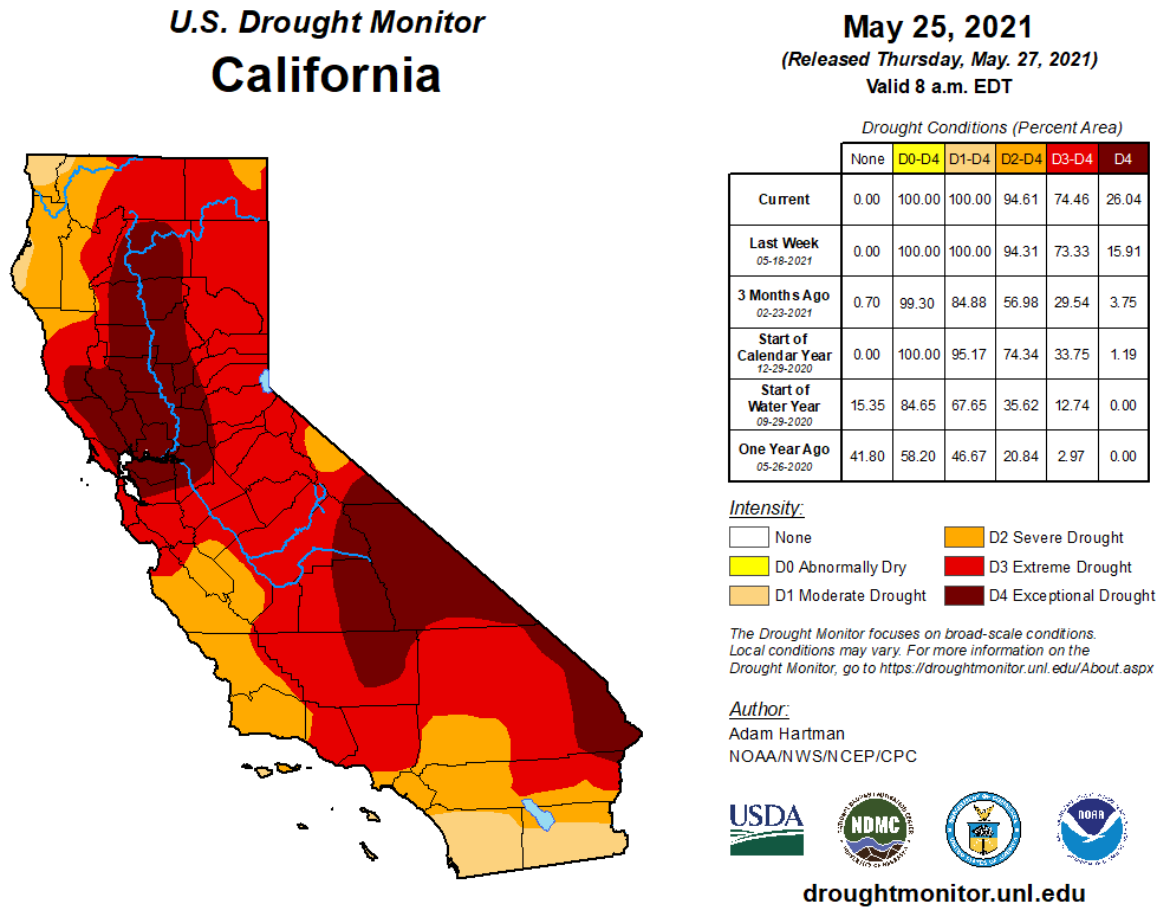 U.S. Drought Monitor
California
May 25, 2021
(Released Thursday, May. 27, 2021)
Valid 8 a.m. EDT
Drought Conditions (Percent Area)
None D0-D4 D1-D4 D2-D4 D3-D4 D4
Current 0.00 100.00 100.00 94.61 74.46 26.04
Last Week
05-18-2021
0.00 100.00 100.00 94.31 73.33 15.91
3 Months Ago
02-23-2021
0.70 99.30 84.88 56.98 29.54 3.75
Start of
Calendar Year
12-29-2020
0.00 100.00 95.17 74.34 33.75 1.19
Start of
Water Year
09-29-2020
15.35 84.65 67.65 35.62 12.74 0.00
One Year Ago
05-26-2020
41.80 58.20 46.67 20.84 2.97 0.00
Intensity:
None
D0 Abnormally Dry
D1 Moderate Drought
D2 Severe Drought
D3 Extreme Drought
D4 Exceptional Drought
The Drought Monitor focuses on broad-scale conditions.
Local conditions may vary. For more information on the
Drought Monitor, go to https://droughtmonitor.unl.edu/About.aspx
Author:
Adam Hartman
NOAA/NWS/NCEP/CPC
USDA
NDMC
NOAA
droughtmonitor.unl.edu